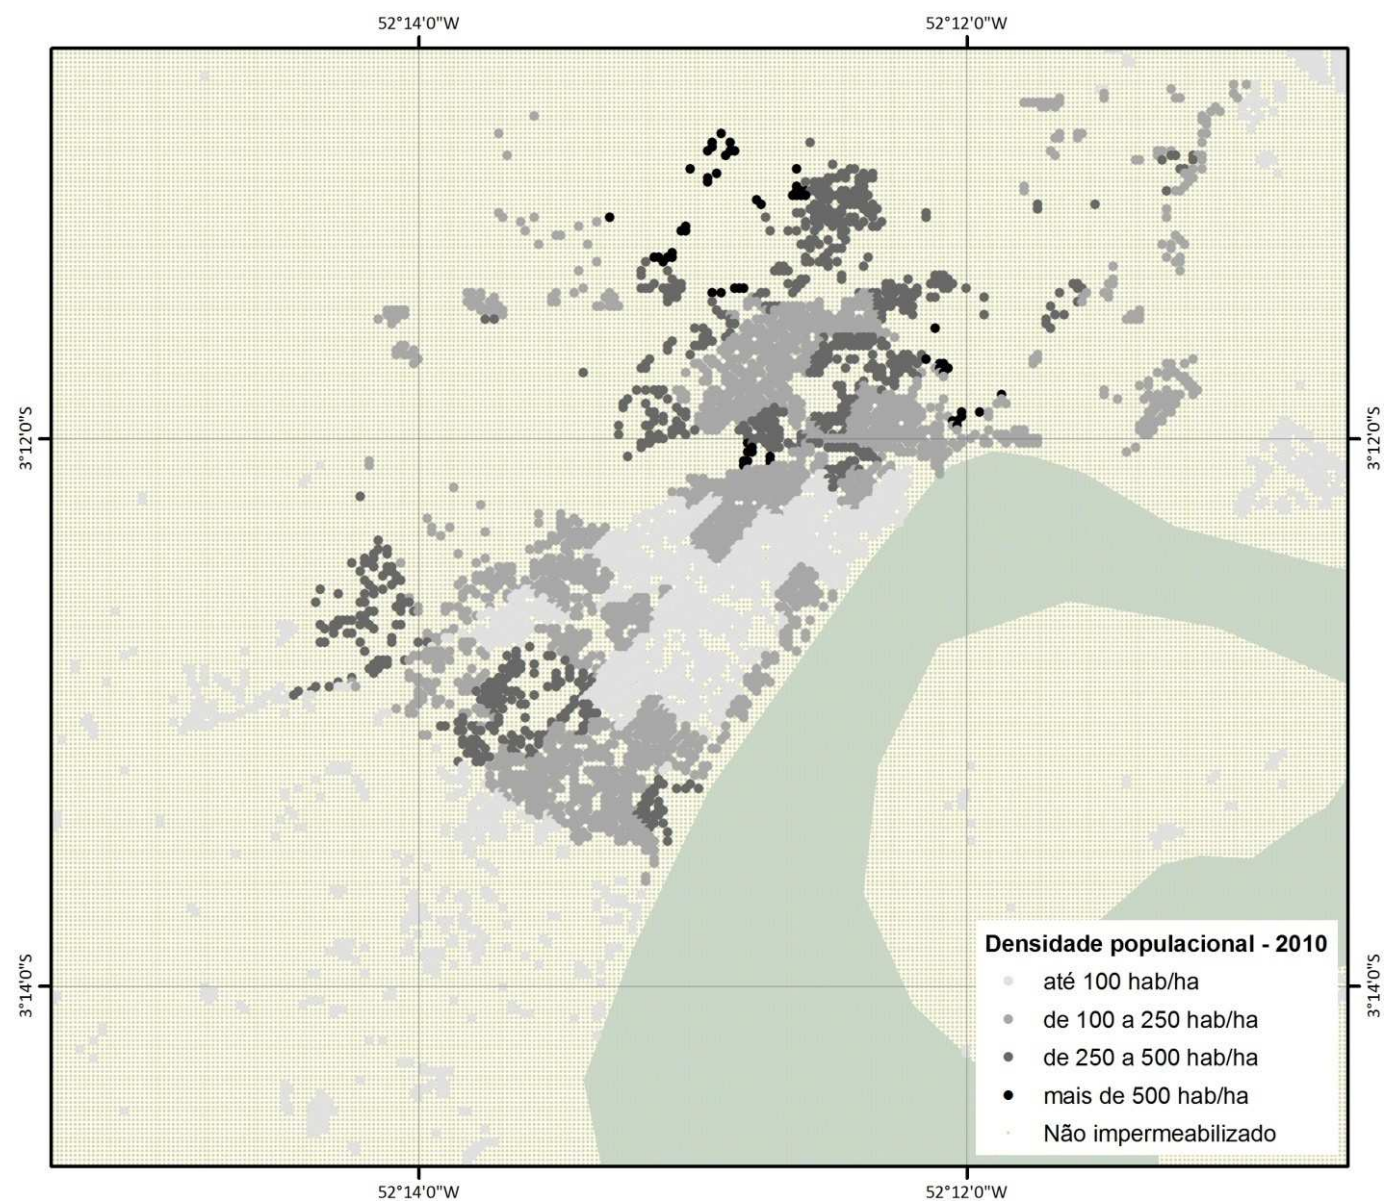 52°14'0"W 52°12'0"W
3°12'0"S 3°12'0"S
3°14'0"S 3°14'0"S
Densidade populacional - 2010
até 100 hab/ha
de 100 a 250 hab/ha
de 250 a 500 hab/ha
mais de 500 hab/ha
Não impermeabilizado
52°14'0"W 52°12'0"W